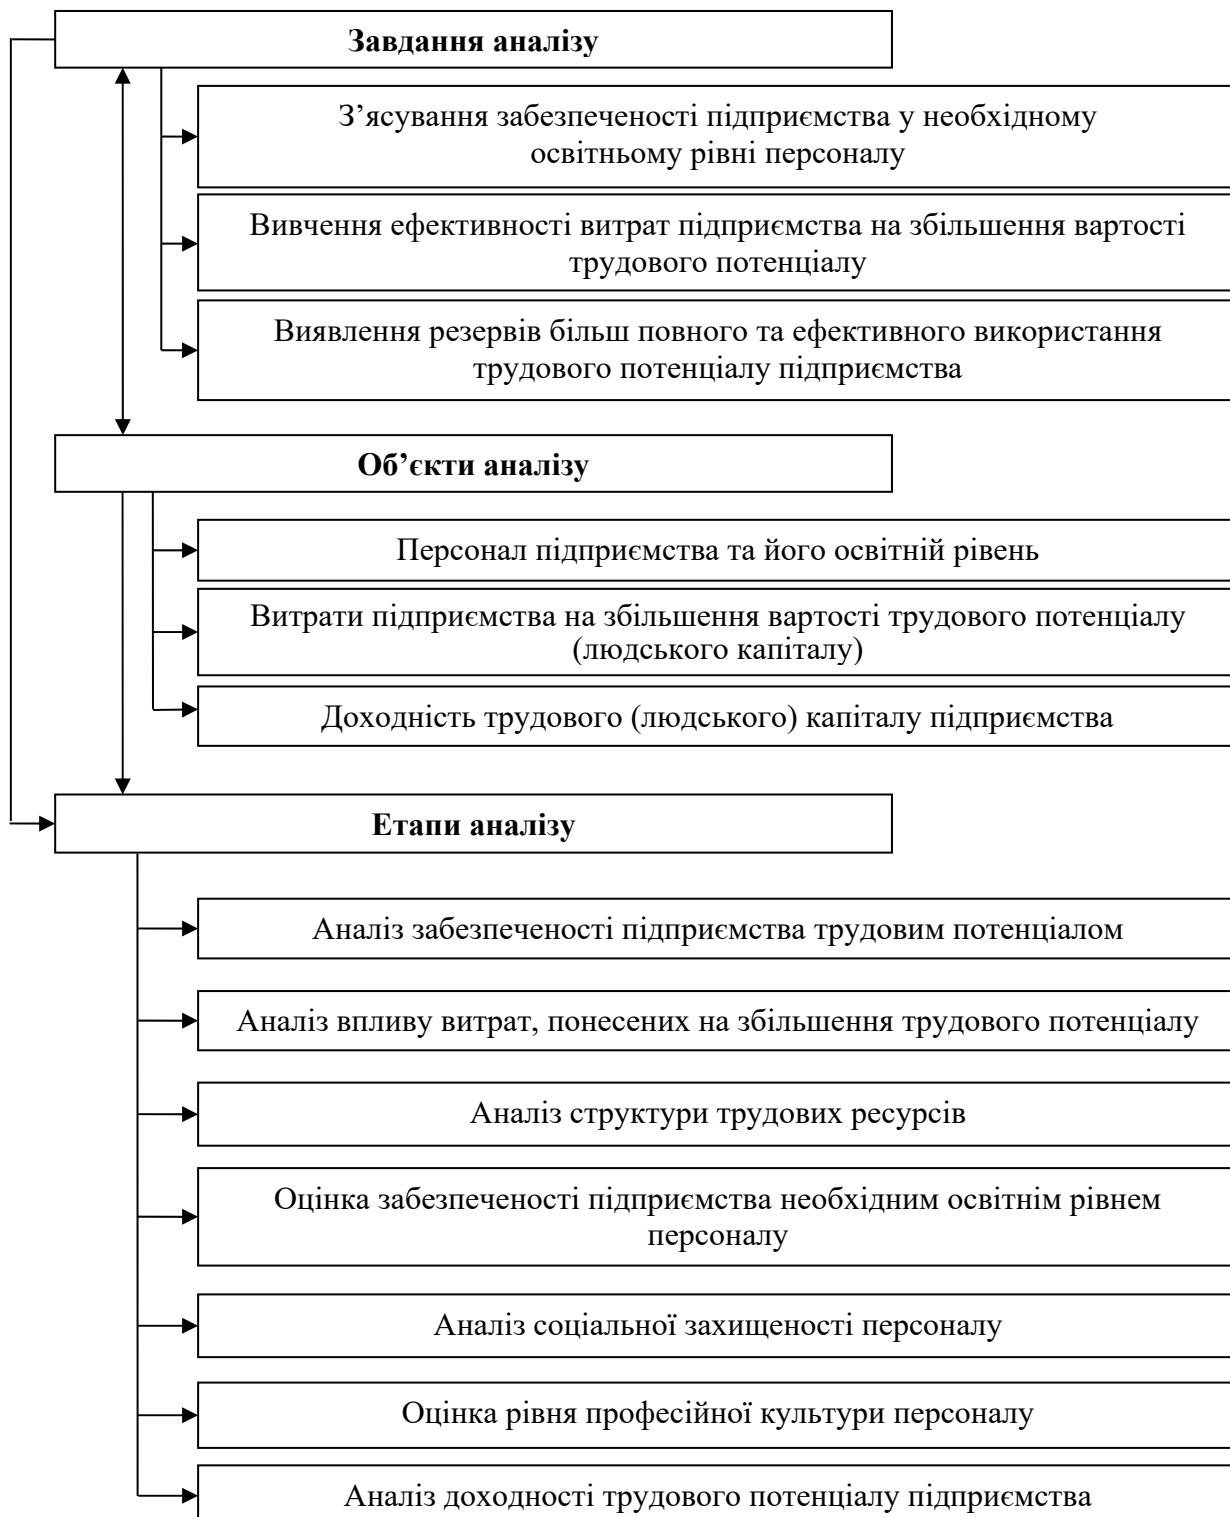 Завдання аналізу
З’ясування забезпеченості підприємства у необхідному
освітньому рівні персоналу
Вивчення ефективності витрат підприємства на збільшення вартості
трудового потенціалу
Виявлення резервів більш повного та ефективного використання
трудового потенціалу підприємства
Об’єкти аналізу
Персонал підприємства та його освітній рівень
Витрати підприємства на збільшення вартості трудового потенціалу
(людського капіталу)
Доходність трудового (людського) капіталу підприємства
Етапи аналізу
Аналіз забезпеченості підприємства трудовим потенціалом
Аналіз впливу витрат, понесених на збільшення трудового потенціалу
Аналіз структури трудових ресурсів
Оцінка забезпеченості підприємства необхідним освітнім рівнем
персоналу
Аналіз соціальної захищеності персоналу
Оцінка рівня професійної культури персоналу
Аналіз доходності трудового потенціалу підприємства